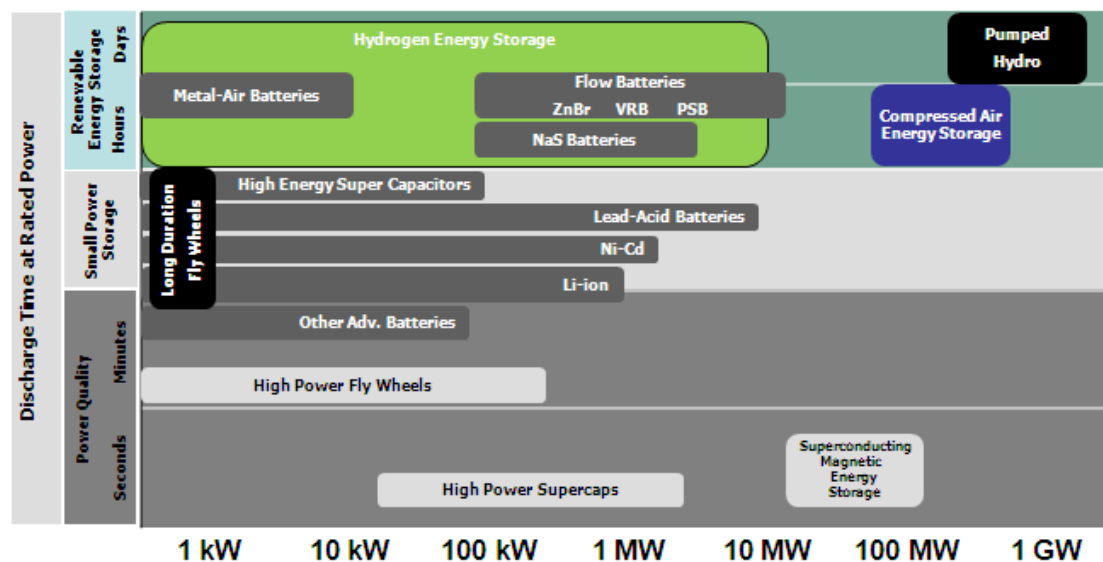 Discharge Time at Rated Power
Renewable
Energy Storage
Days
Hours
Small Power
Storage
Power Quality
Minutes
Seconds
Hydrogen Energy Storage
Pumped
Hydro
Metal-Air Batteries
Flow Batteries
ZnBr VRB PSB
NaS Batteries
Compressed Air
Energy Storage
Long Duration
Fly Wheels
High Energy Super Capacitors
Lead-Acid Batteries
Ni-Cd
Li-ion
Other Adv. Batteries
High Power Fly Wheels
High Power Supercaps
Superconducting
Magnetic
Energy
Storage
1 kW 10 kW 100 kW 1 MW 10 MW 100 MW 1 GW